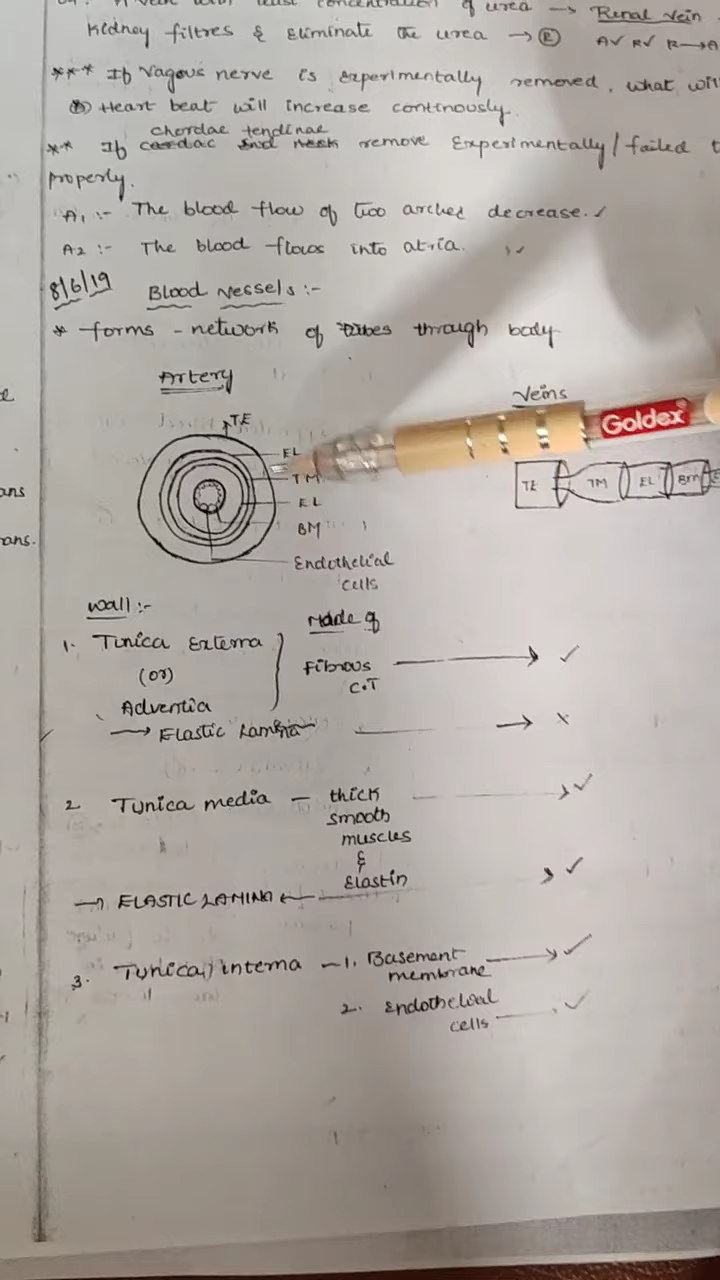 of urea → Renal vein
Kidney filtres & Eliminate the urea → (R)
*** If Vagous nerve is experimentally removed, what will
Heart beat will increase continously.
chordae tendinae
** If remove Experimentally/failed t
properly.
A1 :- The blood flow of two arched decrease. ✓
A2 :- The blood flows into atria. ✓
8/6/19 Blood Vessels :-
* forms - network of tubes through body
Artery
Veins
TE
EL
TM
EL
BM
Endothelial
cells
TE TM EL BM
Goldex
Wall :-
Made of
1. Tunica Externa
(or)
Adventia
Fibrous
C.T → ✓
→ Elastic Lamina → x
2. Tunica media - thick
smooth
muscles
&
Elastin
✓
→ ELASTIC LAMINA ← ✓
3. Tunica interna - 1. Basement
membrane → ✓
2. Endothelial
cells ✓